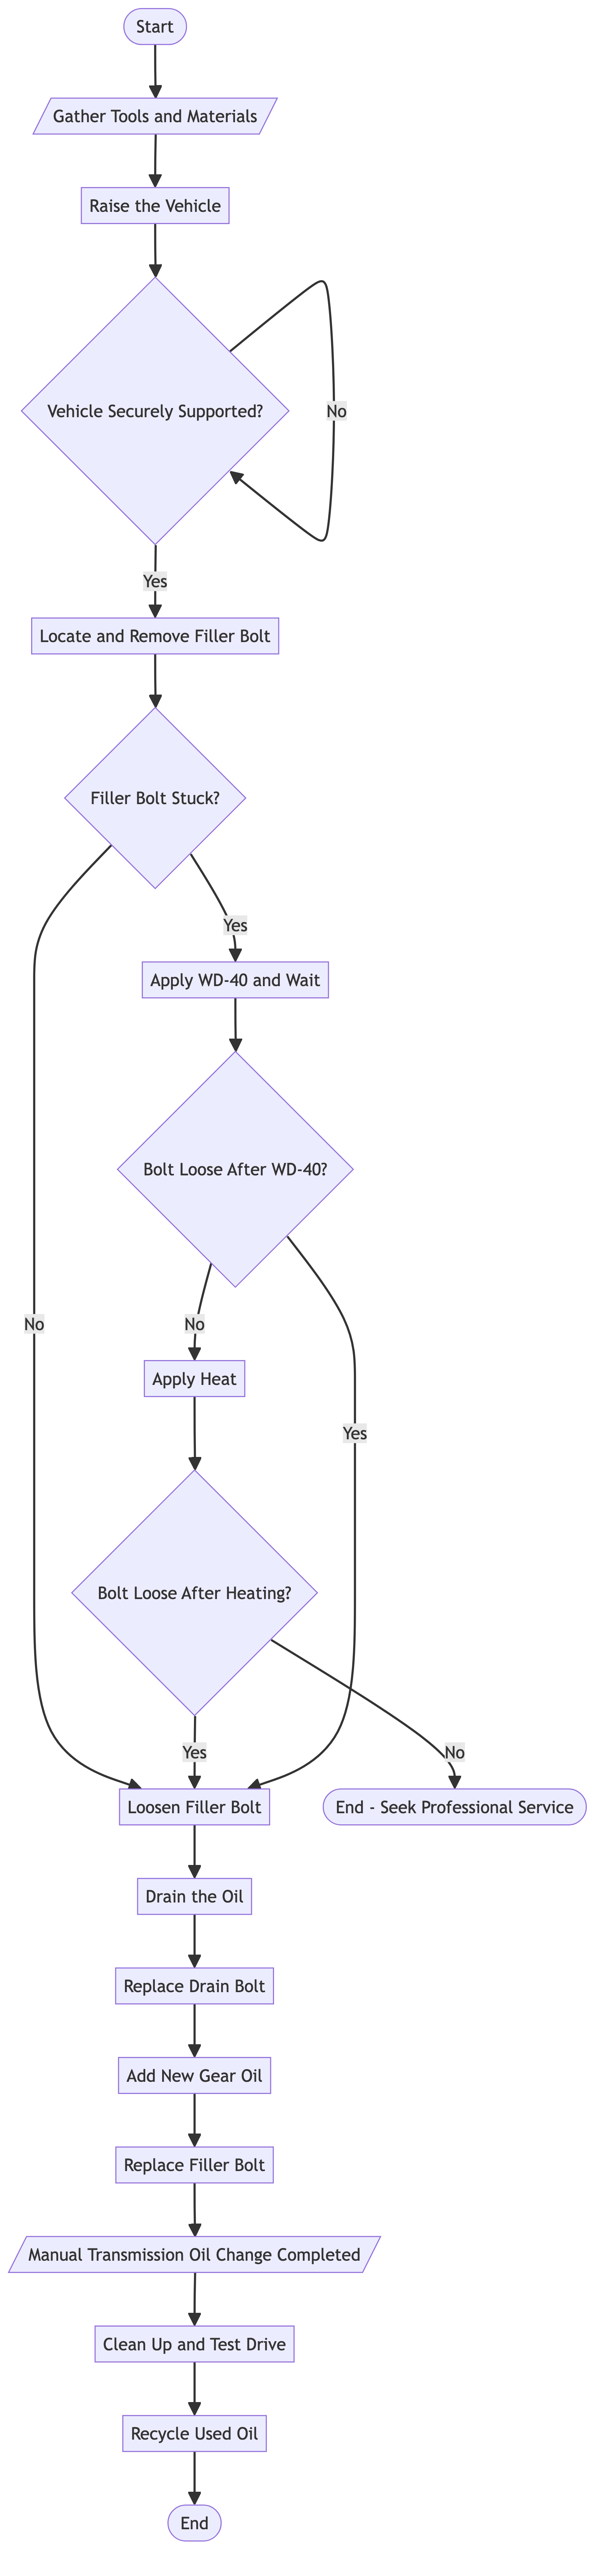 Start
Gather Tools and Materials
Raise the Vehicle
Vehicle Securely Supported?
No
Yes
Locate and Remove Filler Bolt
Filler Bolt Stuck?
Yes
Apply WD-40 and Wait
Bolt Loose After WD-40?
No
No
Apply Heat
Yes
Bolt Loose After Heating?
Yes
No
Loosen Filler Bolt
End - Seek Professional Service
Drain the Oil
Replace Drain Bolt
Add New Gear Oil
Replace Filler Bolt
Manual Transmission Oil Change Completed
Clean Up and Test Drive
Recycle Used Oil
End